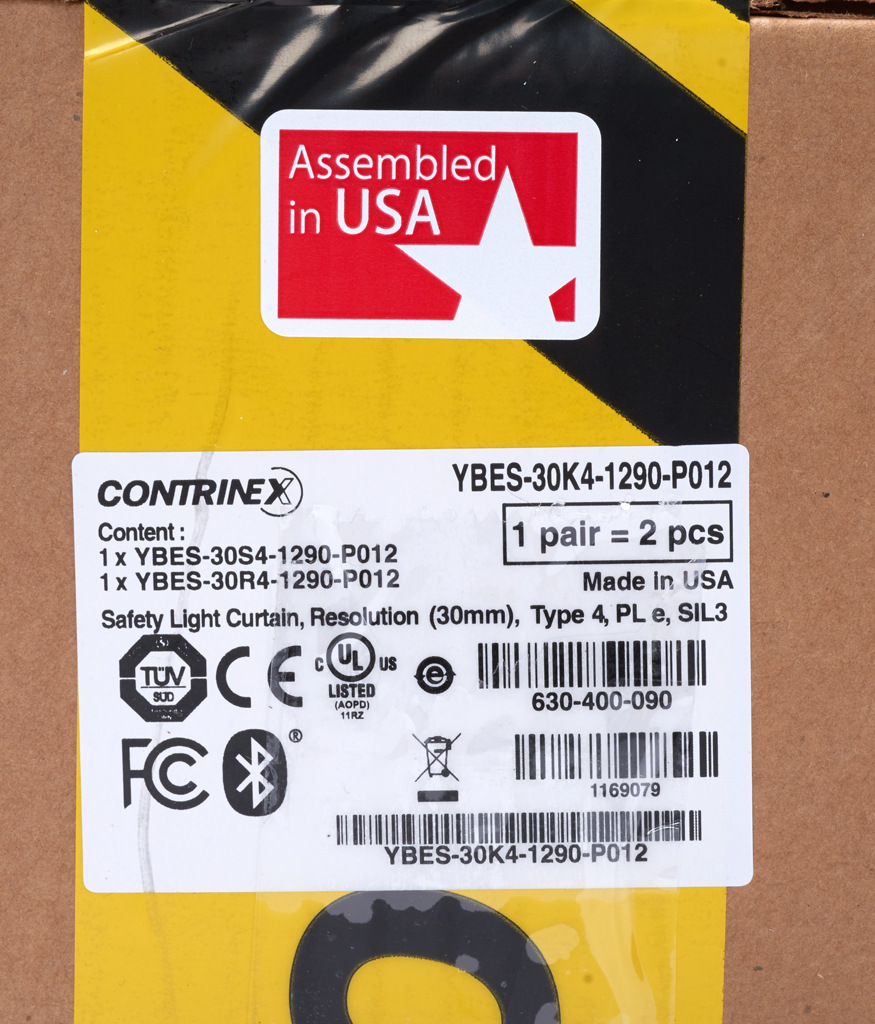 Assembled
in USA
CONTRINEX
YBES-30K4-1290-P012
Content :
1 x YBES-30S4-1290-P012
1 x YBES-30R4-1290-P012
1 pair = 2 pcs
Made in USA
Safety Light Curtain, Resolution (30mm), Type 4, PL e, SIL3
TÜV
SÜD
CE
C UL US
LISTED
(AOPD)
11RZ
e
630-400-090
FC
®
1169079
YBES-30K4-1290-P012